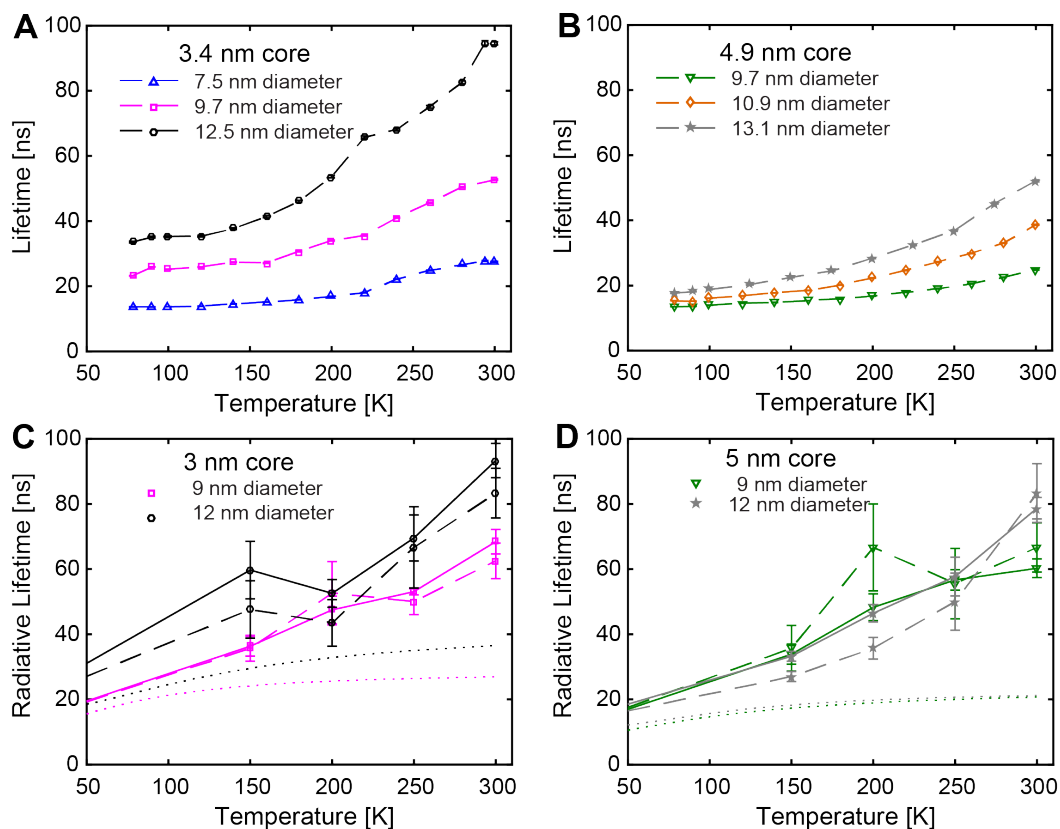 A
3.4 nm core
7.5 nm diameter
9.7 nm diameter
12.5 nm diameter
Lifetime [ns]
100
80
60
40
20
0
50 100 150 200 250 300
Temperature [K]
B
4.9 nm core
9.7 nm diameter
10.9 nm diameter
13.1 nm diameter
Lifetime [ns]
100
80
60
40
20
0
50 100 150 200 250 300
Temperature [K]
C
3 nm core
9 nm diameter
12 nm diameter
Radiative Lifetime [ns]
100
80
60
40
20
0
50 100 150 200 250 300
Temperature [K]
D
5 nm core
9 nm diameter
12 nm diameter
Radiative Lifetime [ns]
100
80
60
40
20
0
50 100 150 200 250 300
Temperature [K]